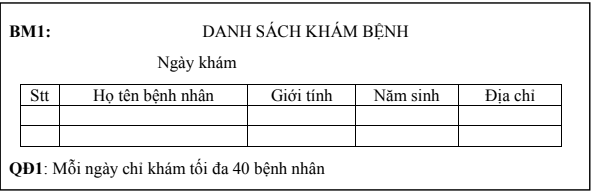 BM1: DANH SÁCH KHÁM BỆNH
Ngày khám
Stt Họ tên bệnh nhân Giới tính Năm sinh Địa chỉ
QĐ1: Mỗi ngày chỉ khám tối đa 40 bệnh nhân